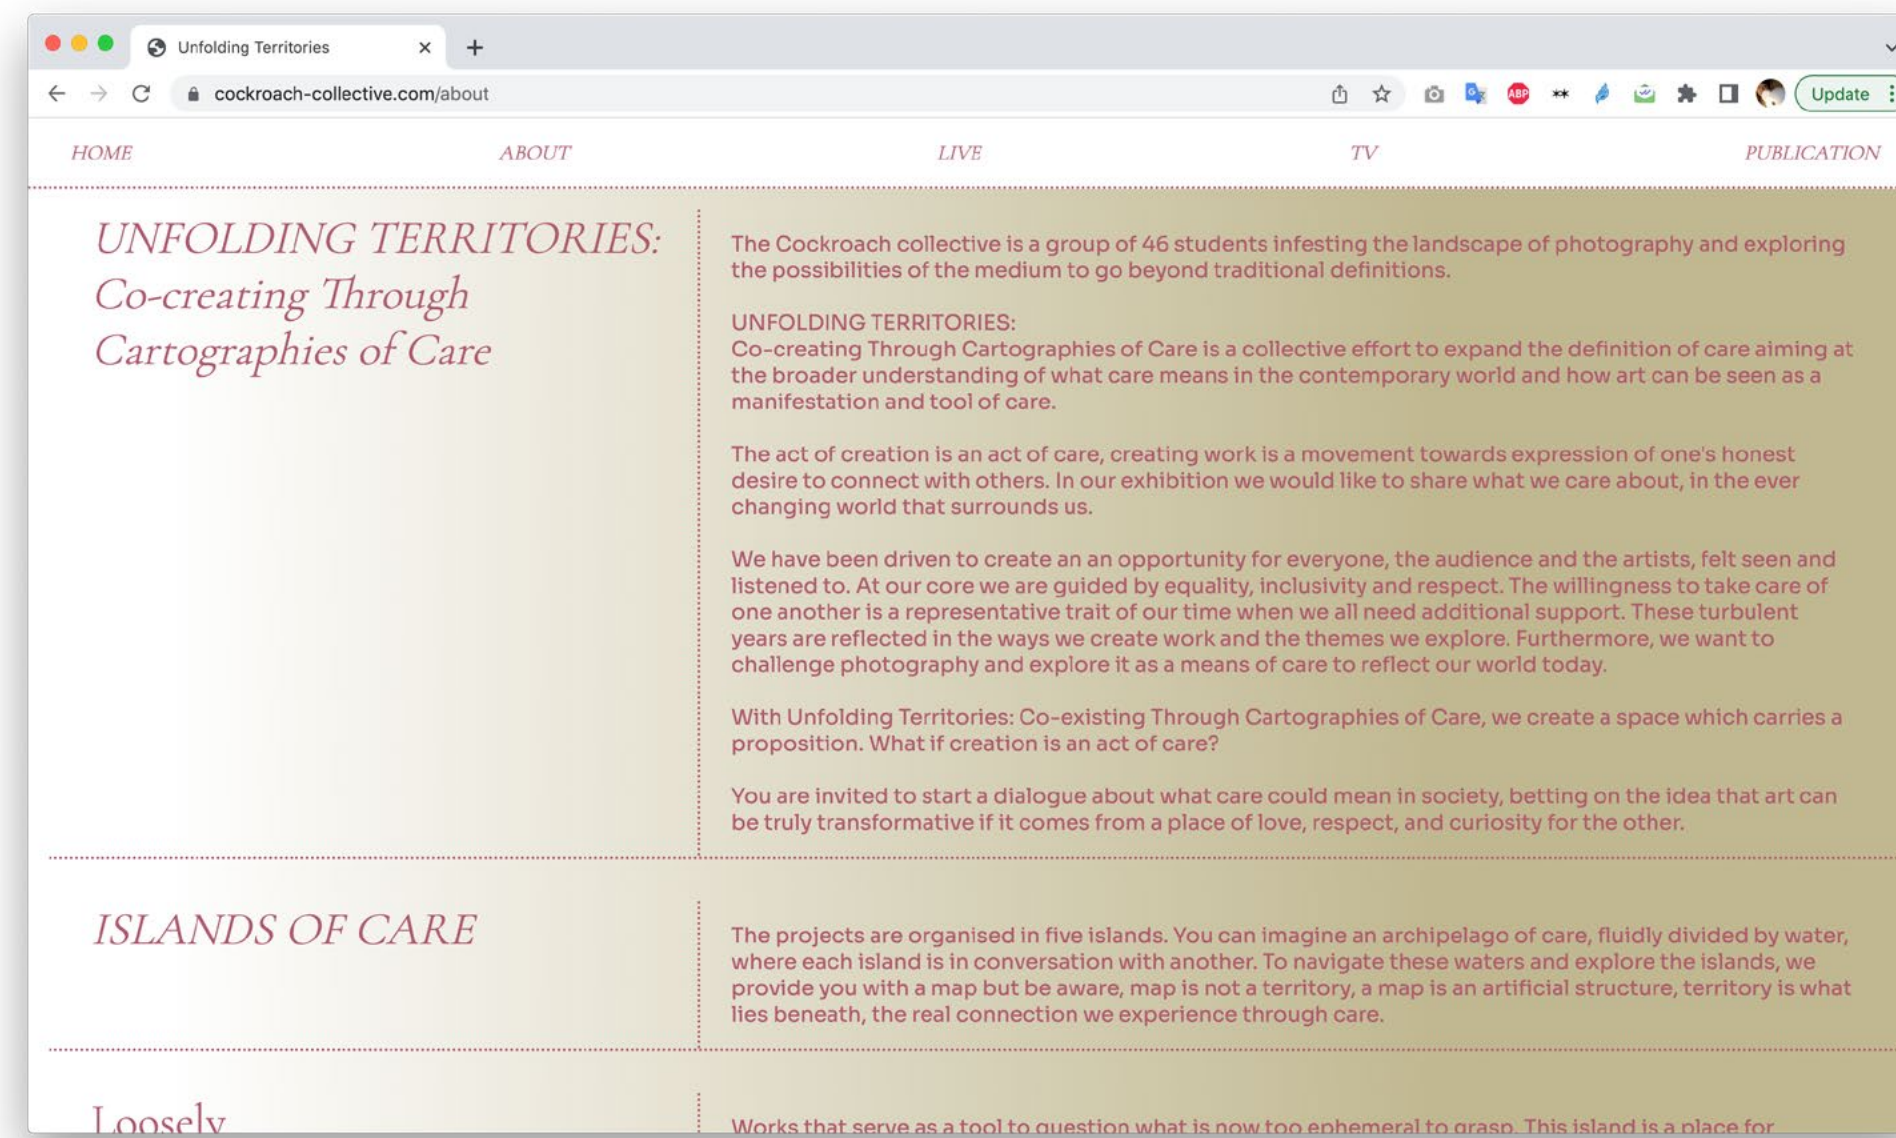 Unfolding Territories
cockroach-collective.com/about
ABP
Update
HOME
ABOUT
LIVE
TV
PUBLICATION
UNFOLDING TERRITORIES:
Co-creating Through
Cartographies of Care
The Cockroach collective is a group of 46 students infesting the landscape of photography and exploring
the possibilities of the medium to go beyond traditional definitions.
UNFOLDING TERRITORIES:
Co-creating Through Cartographies of Care is a collective effort to expand the definition of care aiming at
the broader understanding of what care means in the contemporary world and how art can be seen as a
manifestation and tool of care.
The act of creation is an act of care, creating work is a movement towards expression of one's honest
desire to connect with others. In our exhibition we would like to share what we care about, in the ever
changing world that surrounds us.
We have been driven to create an an opportunity for everyone, the audience and the artists, felt seen and
listened to. At our core we are guided by equality, inclusivity and respect. The willingness to take care of
one another is a representative trait of our time when we all need additional support. These turbulent
years are reflected in the ways we create work and the themes we explore. Furthermore, we want to
challenge photography and explore it as a means of care to reflect our world today.
With Unfolding Territories: Co-existing Through Cartographies of Care, we create a space which carries a
proposition. What if creation is an act of care?
You are invited to start a dialogue about what care could mean in society, betting on the idea that art can
be truly transformative if it comes from a place of love, respect, and curiosity for the other.
ISLANDS OF CARE
The projects are organised in five islands. You can imagine an archipelago of care, fluidly divided by water,
where each island is in conversation with another. To navigate these waters and explore the islands, we
provide you with a map but be aware, map is not a territory, a map is an artificial structure, territory is what
lies beneath, the real connection we experience through care.
Loosely
Works that serve as a tool to question what is now too ephemeral to grasp. This island is a place for